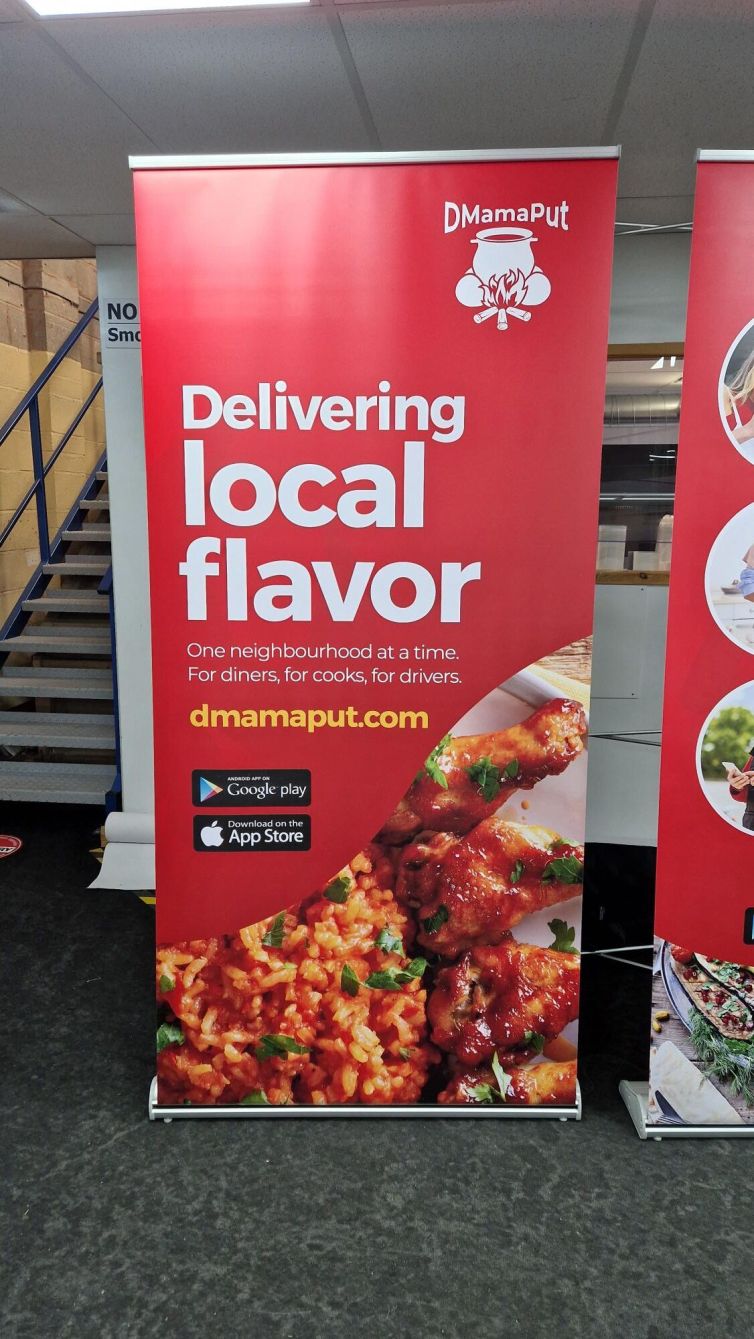 DMamaPut
NO
Delivering
local
flavor
One neighbourhood at a time.
For diners, for cooks, for drivers.
dmamaput.com
ANDROID APP ON
Google play
Download on the
App Store